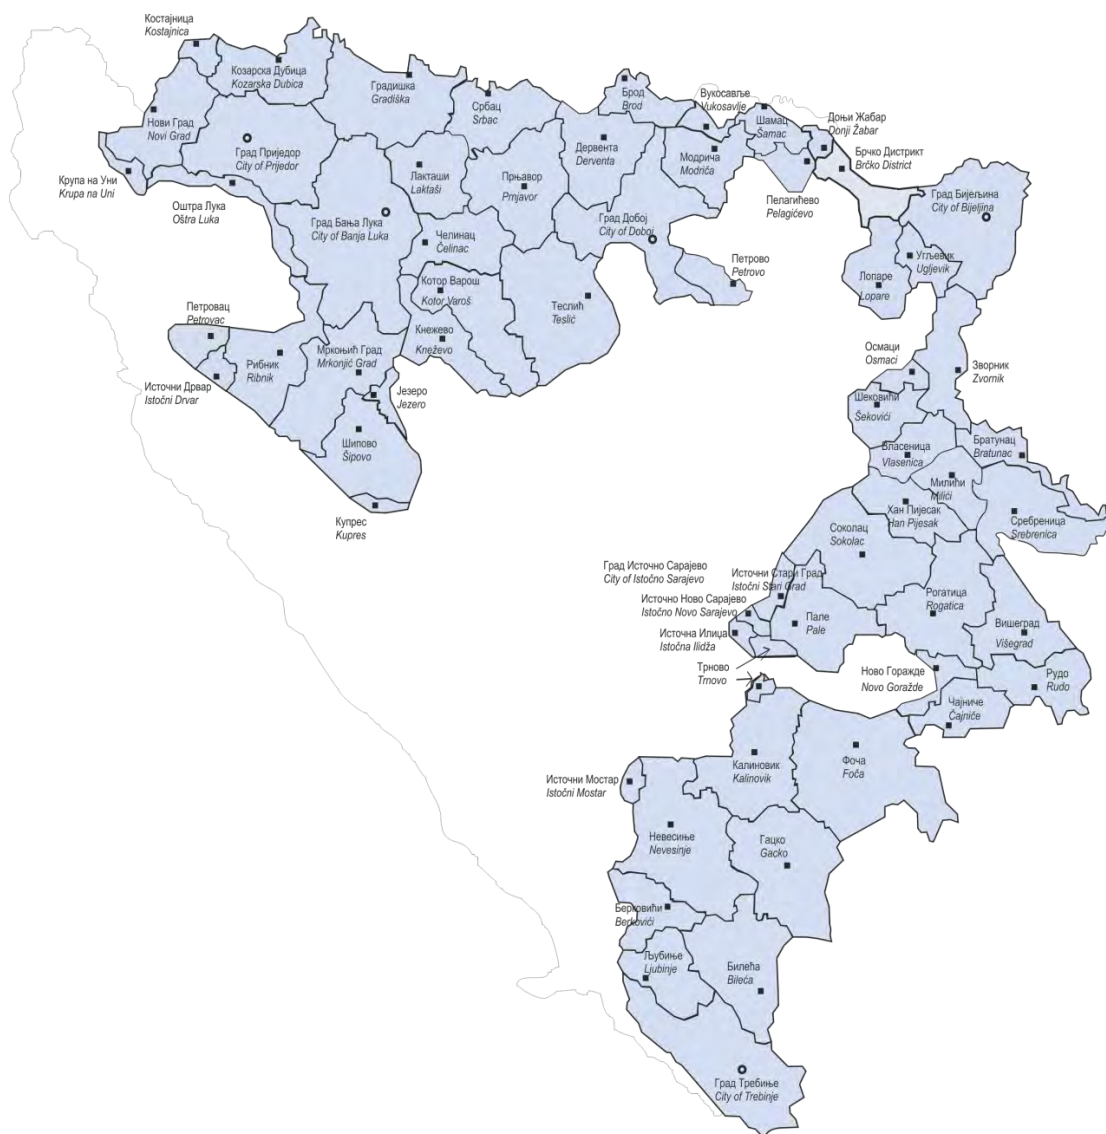 Костајница
Kostajnica
Козарска Дубица
Kozarska Dubica
Градишка
Gradiška
Србац
Srbac
Брод
Brod
Вукосавље
Vukosavlje
Шамац
Šamac
Доњи Жабар
Donji Žabar
Брчко Дистрикт
Brčko District
Нови Град
Novi Grad
Град Приједор
City of Prijedor
Лакташи
Laktaši
Прњавор
Prnjavor
Дервента
Derventa
Модрича
Modriča
Пелагићево
Pelagićevo
Град Бијељина
City of Bijeljina
Крупа на Уни
Krupa na Uni
Оштра Лука
Oštra Luka
Град Бања Лука
City of Banja Luka
Челинац
Čelinac
Град Добој
City of Doboj
Петрово
Petrovo
Угљевик
Ugljevik
Лопаре
Lopare
Котор Варош
Kotor Varoš
Теслић
Teslić
Петровац
Petrovac
Рибник
Ribnik
Мркоњић Град
Mrkonjić Grad
Кнежево
Kneževo
Источни Дрвар
Istočni Drvar
Језеро
Jezero
Осмаци
Osmaci
Зворник
Zvornik
Шековићи
Šekovići
Шипово
Šipovo
Власеница
Vlasenica
Братунац
Bratunac
Милићи
Milići
Купрес
Kupres
Хан Пијесак
Han Pijesak
Соколац
Sokolac
Сребреница
Srebrenica
Град Источно Сарајево
City of Istočno Sarajevo
Источни Стари Град
Istočni Stari Grad
Источно Ново Сарајево
Istočno Novo Sarajevo
Источна Илиџа
Istočna Ilidža
Пале
Pale
Рогатица
Rogatica
Вишеград
Višegrad
Трново
Trnovo
Ново Горажде
Novo Goražde
Рудо
Rudo
Чајниче
Čajniče
Источни Мостар
Istočni Mostar
Калиновик
Kalinovik
Фоча
Foča
Невесиње
Nevesinje
Гацко
Gacko
Берковићи
Berkovići
Љубиње
Ljubinje
Билећа
Bileća
Град Требиње
City of Trebinje